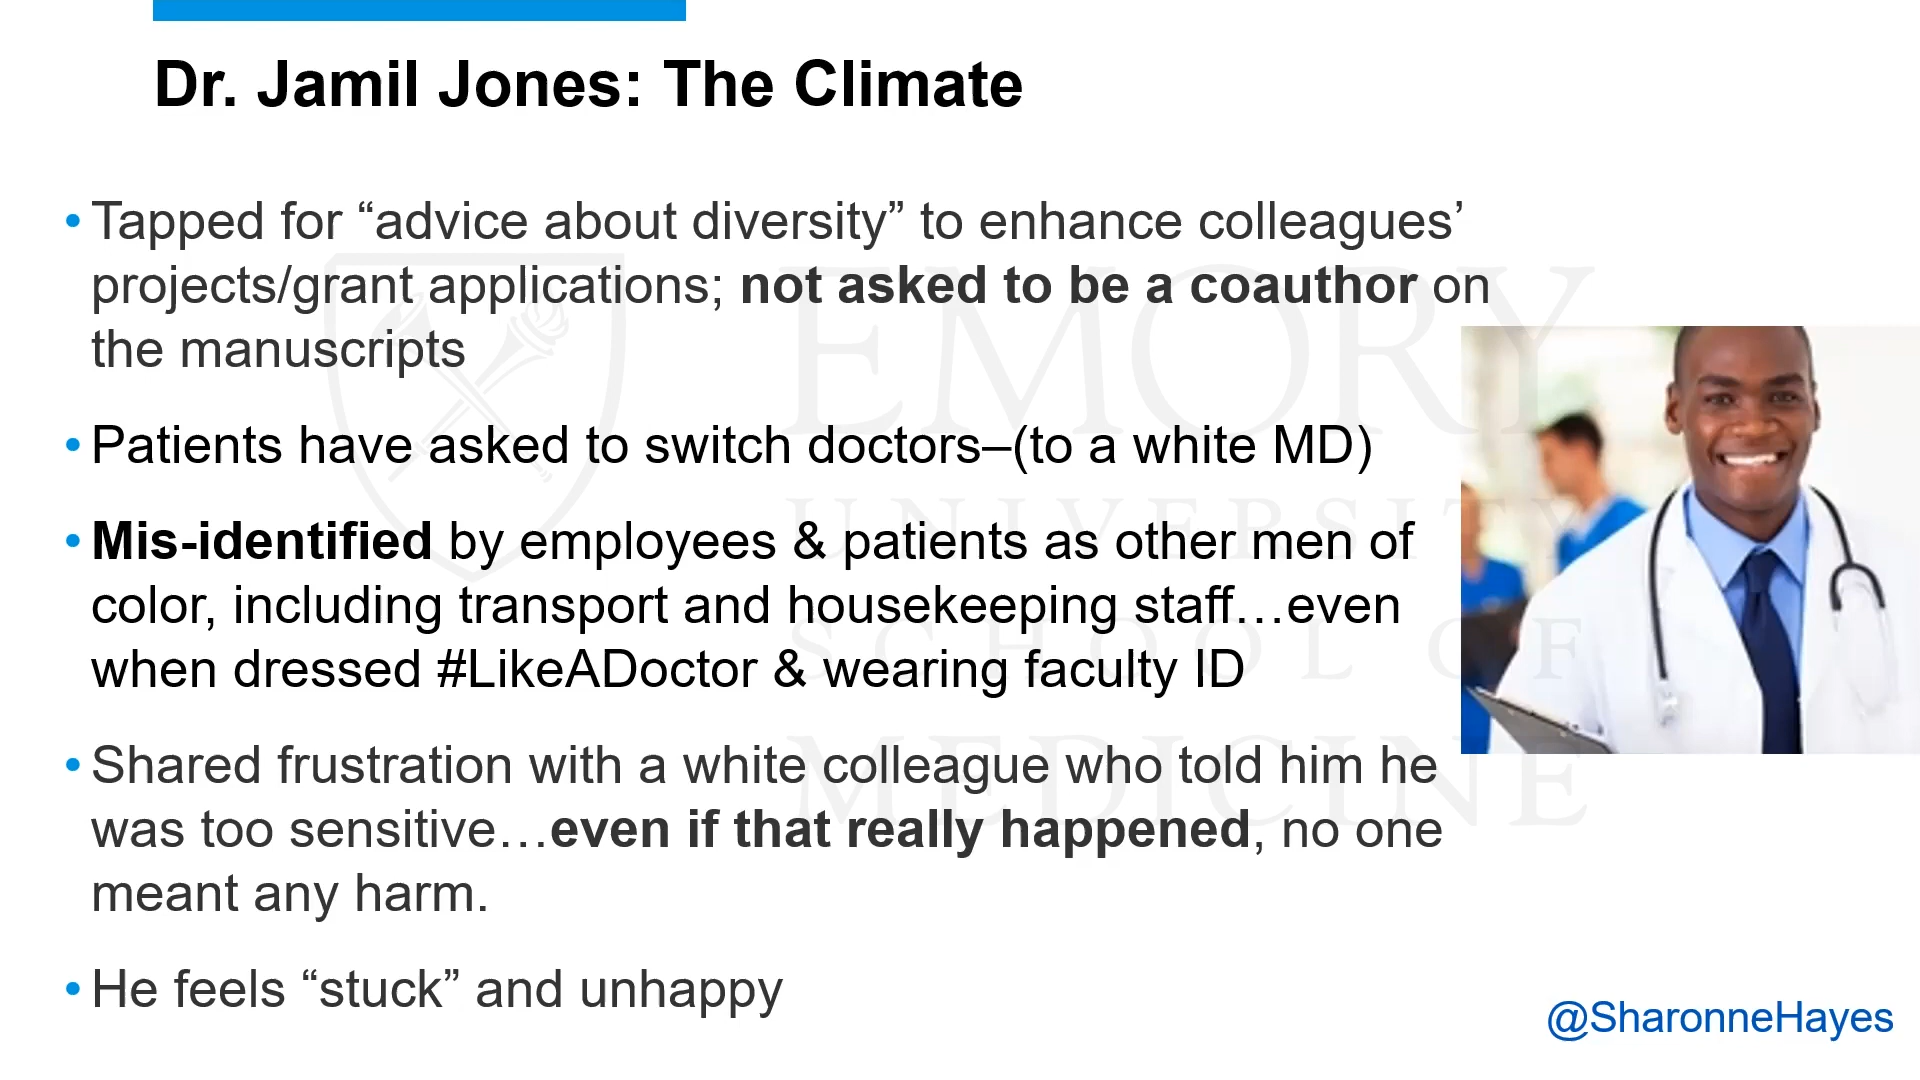 Dr. Jamil Jones: The Climate
• Tapped for “advice about diversity” to enhance colleagues’
projects/grant applications; not asked to be a coauthor on
the manuscripts
• Patients have asked to switch doctors–(to a white MD)
• Mis-identified by employees & patients as other men of
color, including transport and housekeeping staff…even
when dressed #LikeADoctor & wearing faculty ID
• Shared frustration with a white colleague who told him he
was too sensitive…even if that really happened, no one
meant any harm.
• He feels “stuck” and unhappy
@SharonneHayes
EMORY
UNIVERSITY
SCHOOL OF
MEDICINE